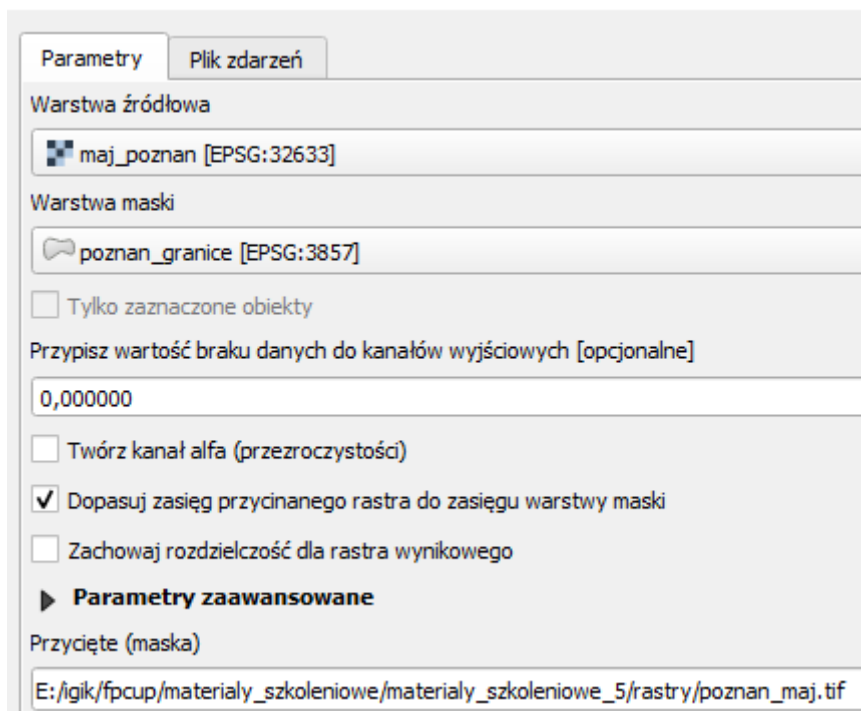 Parametry
Plik zdarzeń
Warstwa źródłowa
maj_poznan [EPSG:32633]
Warstwa maski
poznan_granice [EPSG:3857]
Tylko zaznaczone obiekty
Przypisz wartość braku danych do kanałów wyjściowych [opcjonalne]
0,000000
Twórz kanał alfa (przezroczystości)
Dopasuj zasięg przycinanego rastra do zasięgu warstwy maski
Zachowaj rozdzielczość dla rastra wynikowego
Parametry zaawansowane
Przycięte (maska)
E:/igik/fpcup/materialy_szkoleniowe/materialy_szkoleniowe_5/rastry/poznan_maj.tif